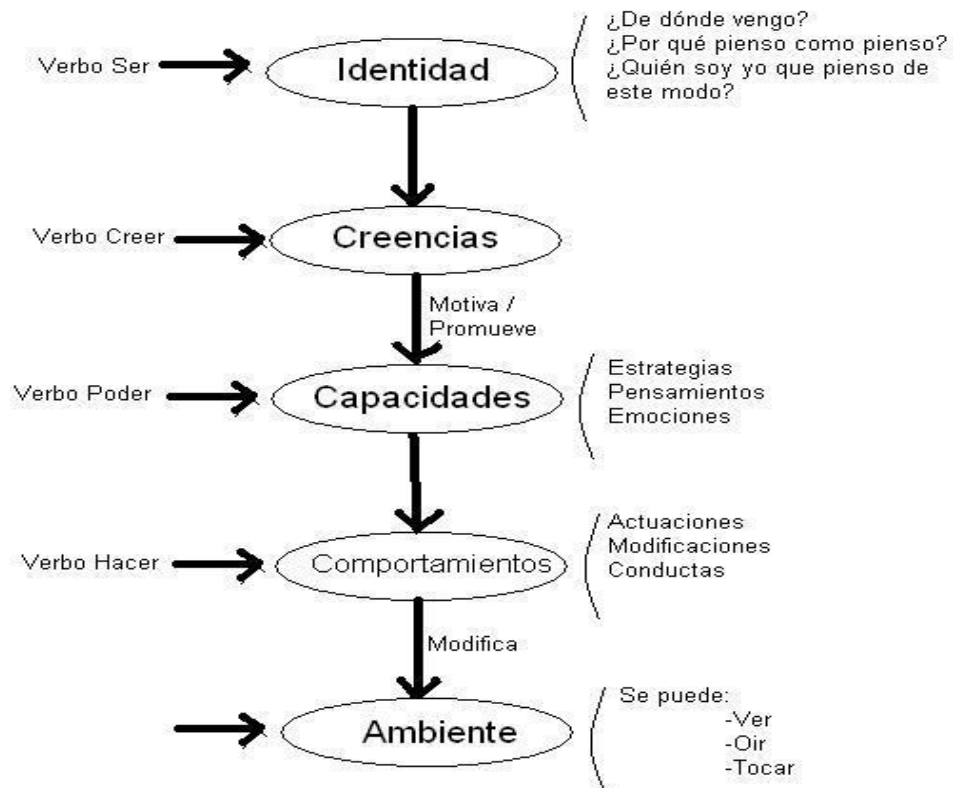 ¿De dónde vengo?
¿Por qué pienso como pienso?
Verbo Ser
Identidad
¿Quién soy yo que pienso de
este modo?
Verbo Creer
Creencias
Motiva /
Promueve
Verbo Poder
Capacidades
Estrategias
Pensamientos
Emociones
Verbo Hacer
Comportamientos
Actuaciones
Modificaciones
Conductas
Modifica
Ambiente
Se puede:
-Ver
-Oir
-Tocar